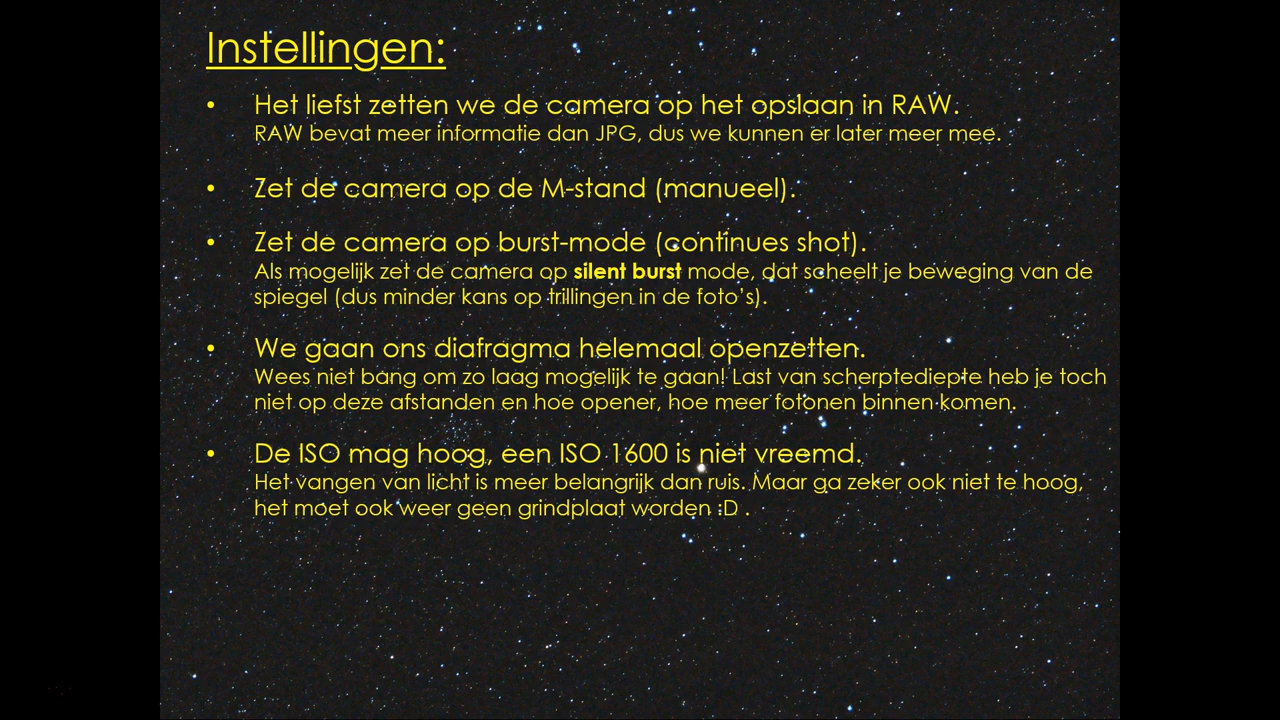 Instellingen:
• Het liefst zetten we de camera op het opslaan in RAW.
RAW bevat meer informatie dan JPG, dus we kunnen er later meer mee.
• Zet de camera op de M-stand (manueel).
• Zet de camera op burst-mode (continues shot).
Als mogelijk zet de camera op silent burst mode, dat scheelt je beweging van de
spiegel (dus minder kans op trillingen in de foto's).
• We gaan ons diafragma helemaal openzetten.
Wees niet bang om zo laag mogelijk te gaan! Last van scherptediepte heb je toch
niet op deze afstanden en hoe opener, hoe meer fotonen binnen komen.
• De ISO mag hoog, een ISO 1600 is niet vreemd.
Het vangen van licht is meer belangrijk dan ruis. Maar ga zeker ook niet te hoog,
het moet ook weer geen grindplaat worden :D .